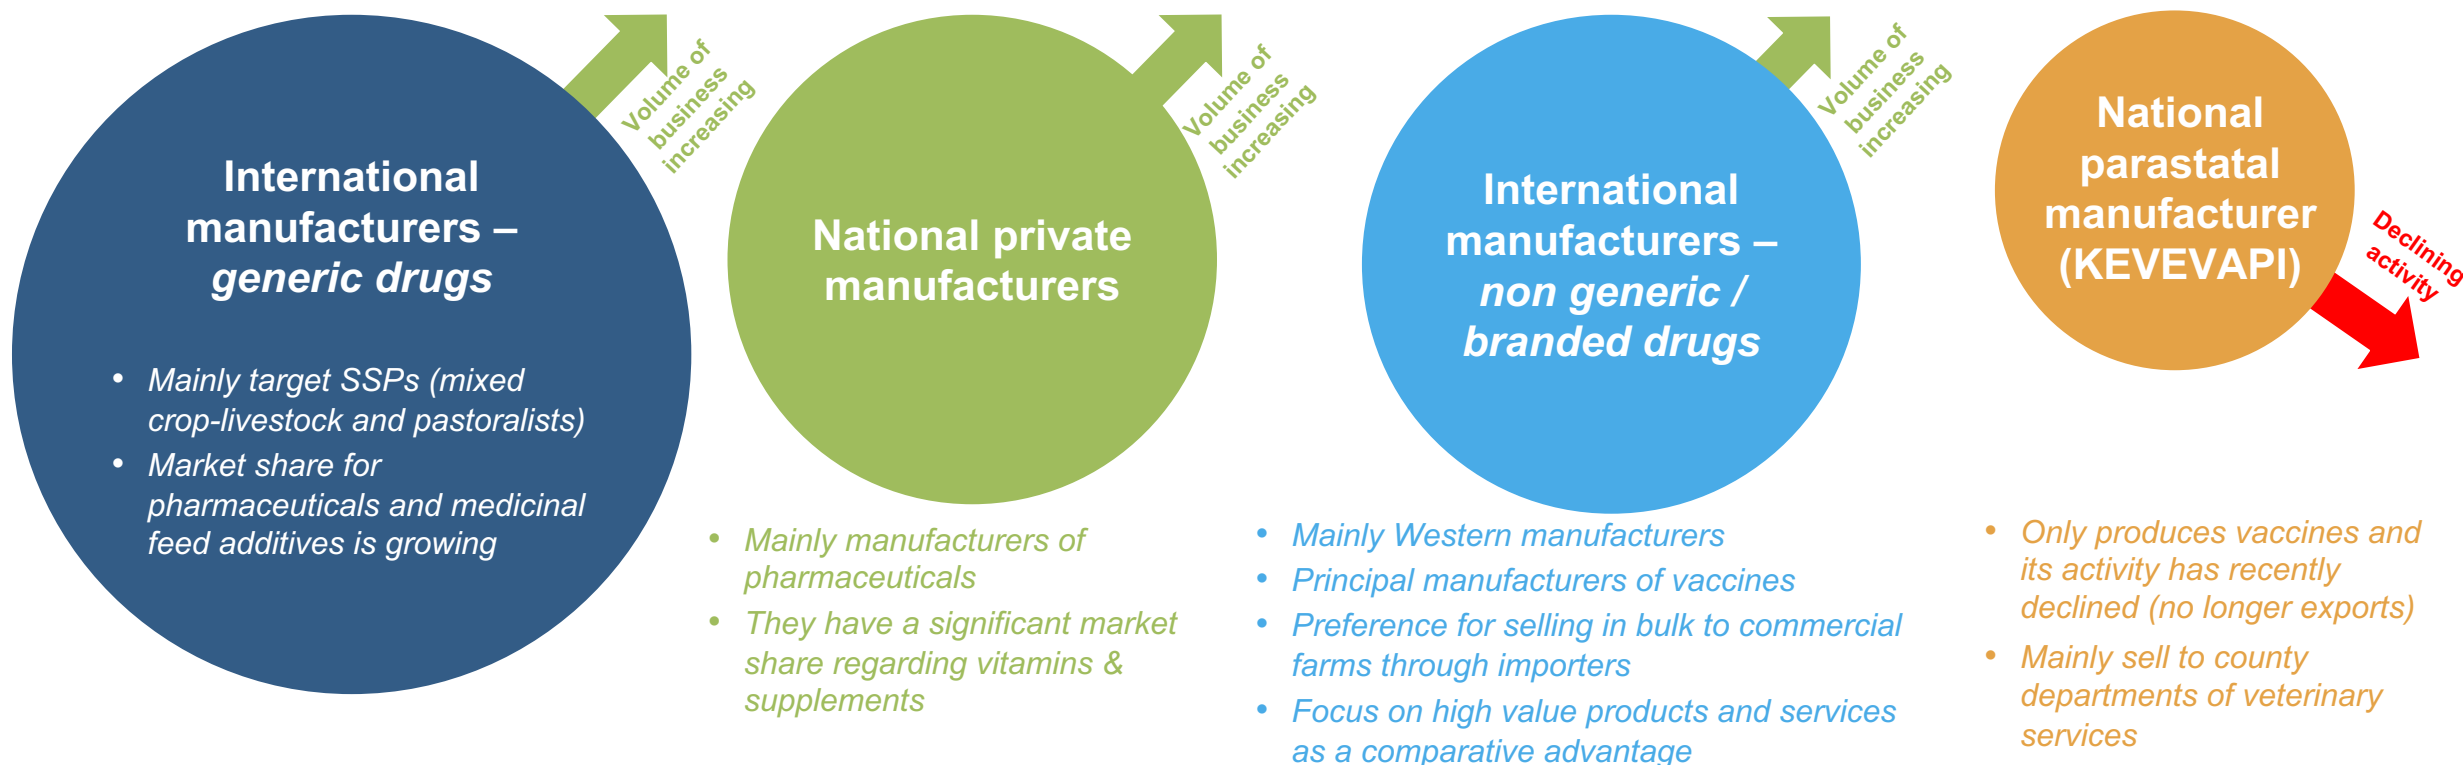 International
manufacturers –
generic drugs
• Mainly target SSPs (mixed
crop-livestock and pastoralists)
• Market share for
pharmaceuticals and medicinal
feed additives is growing
Volume of
business
increasing
National private
manufacturers
Volume of
business
increasing
• Mainly manufacturers of
pharmaceuticals
• They have a significant market
share regarding vitamins &
supplements
International
manufacturers –
non generic /
branded drugs
Volume of
business
increasing
• Mainly Western manufacturers
• Principal manufacturers of vaccines
• Preference for selling in bulk to commercial
farms through importers
• Focus on high value products and services
as a comparative advantage
National
parastatal
manufacturer
(KEVEVAPI)
Declining
activity
• Only produces vaccines and
its activity has recently
declined (no longer exports)
• Mainly sell to county
departments of veterinary
services